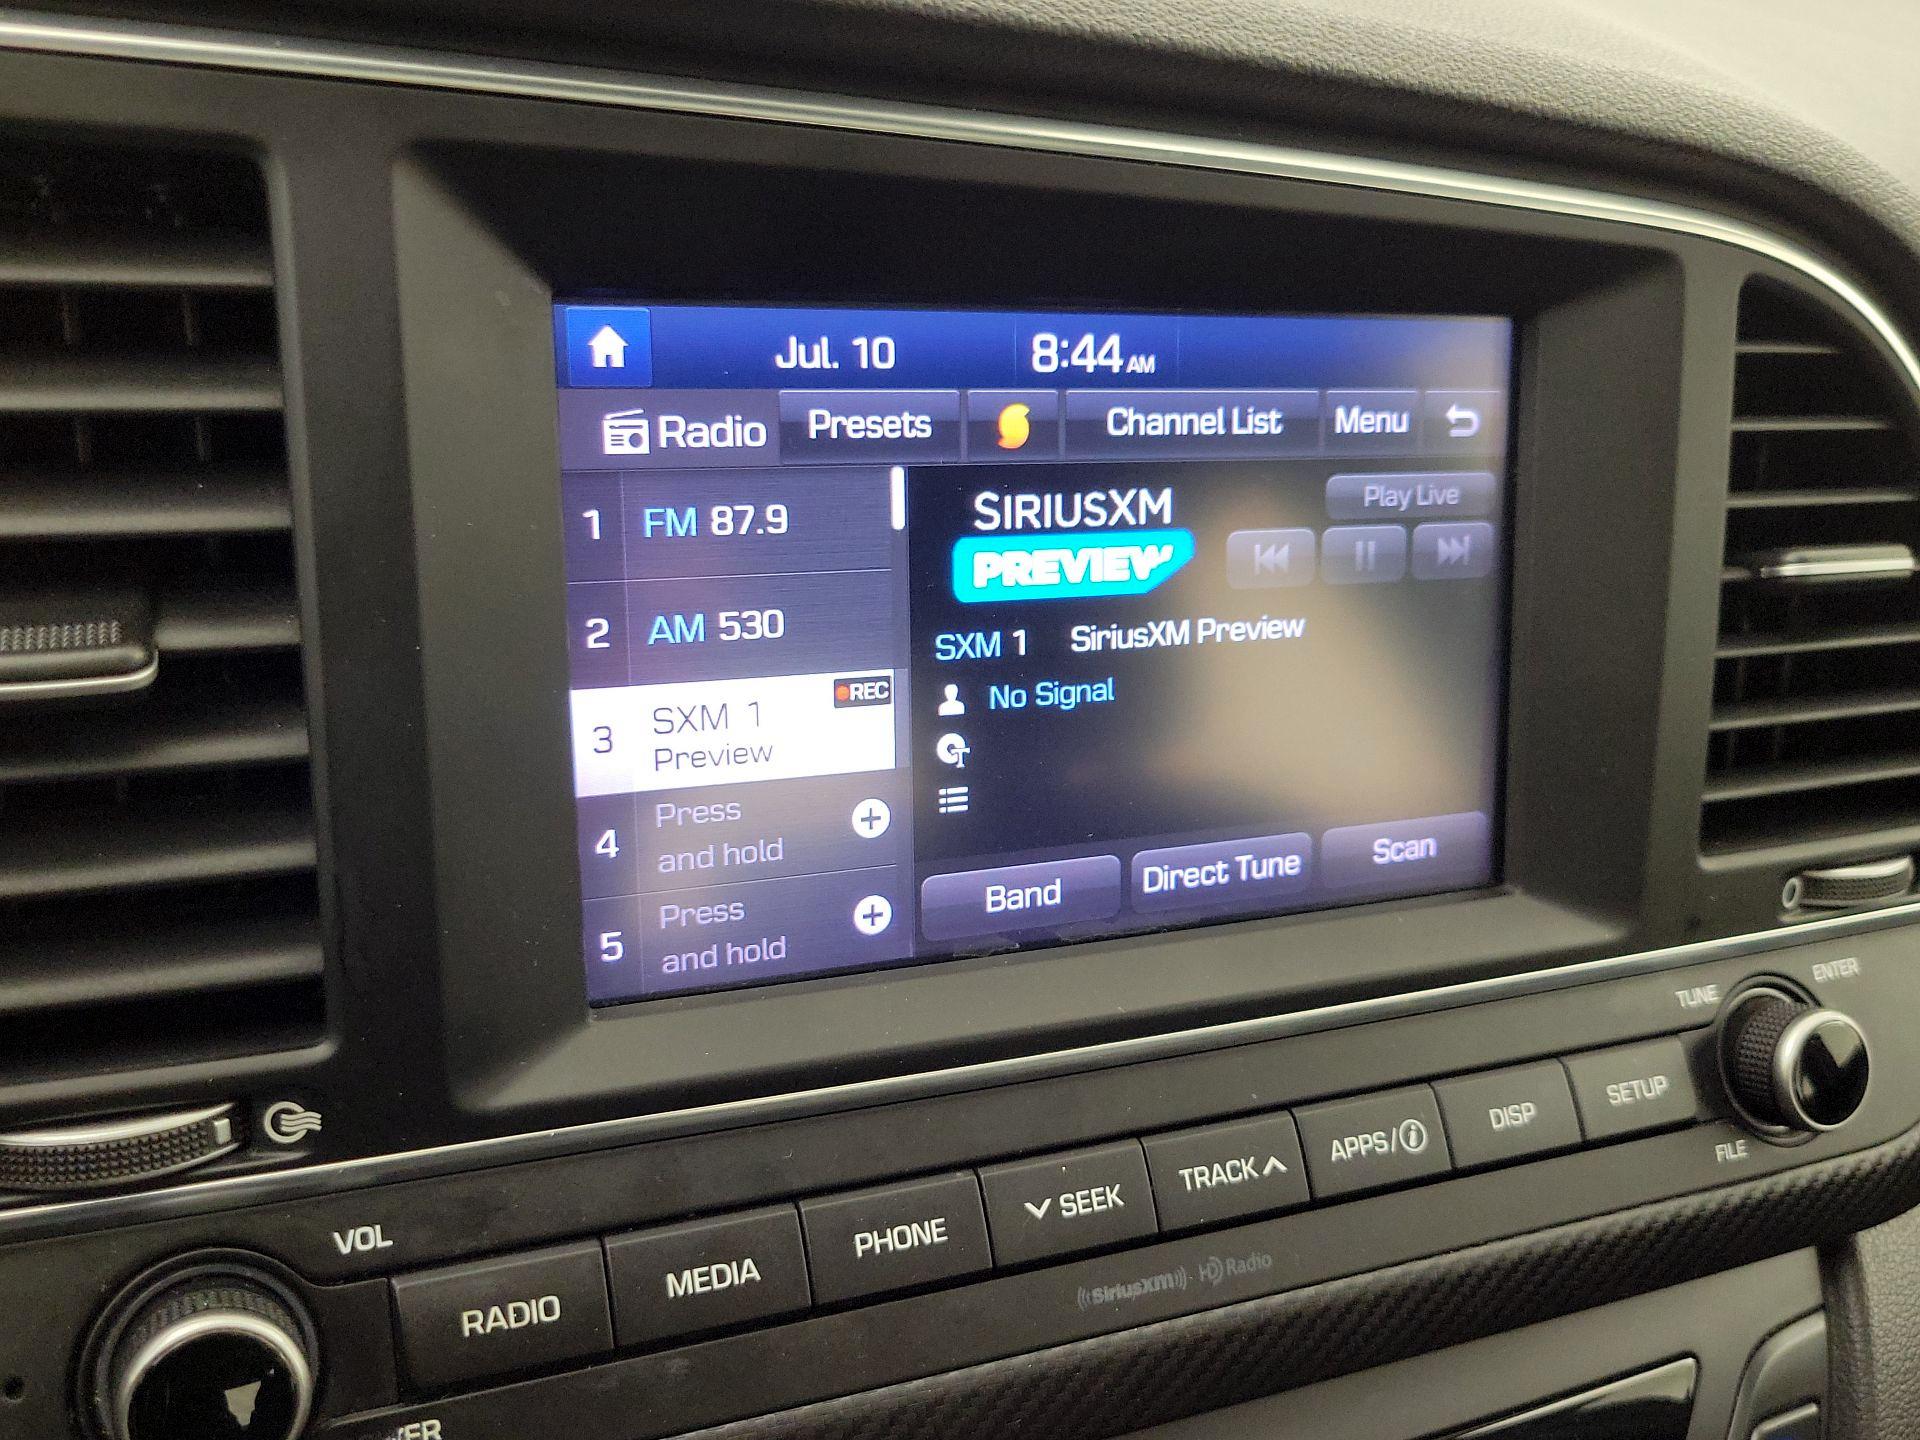 Jul. 10 8:44 AM
Radio Presets Channel List Menu
1 FM 87.9
2 AM 530
3 SXM 1 REC
Preview
4 Press
and hold
5 Press
and hold
SIRIUSXM
PREVIEW
Play Live
SXM 1 SiriusXM Preview
No Signal
Band Direct Tune Scan
VOL
RADIO MEDIA PHONE SEEK TRACK APPS/i DISP SETUP
TUNE
ENTER
FILE
SiriusXM HD Radio